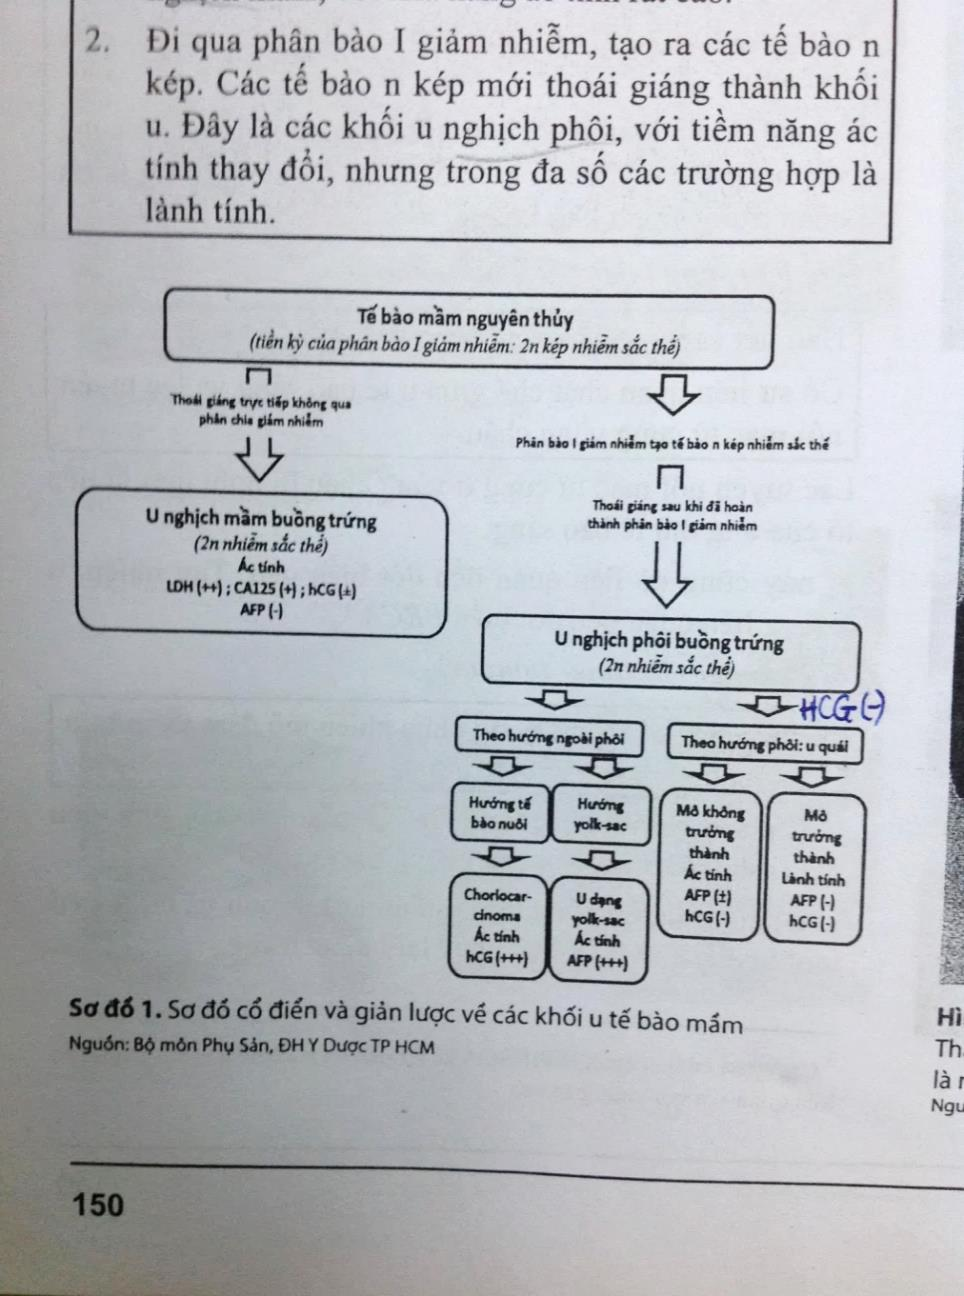 2. Đi qua phân bào I giảm nhiễm, tạo ra các tế bào n
kép. Các tế bào n kép mới thoái giáng thành khối
u. Đây là các khối u nghịch phôi, với tiềm năng ác
tính thay đổi, nhưng trong đa số các trường hợp là
lành tính.
Tế bào mầm nguyên thủy
(tiền kỳ của phân bào I giảm nhiễm: 2n kép nhiễm sắc thể)
Thoái giáng trực tiếp không qua
phân chia giảm nhiễm
Phân bào I giảm nhiễm tạo tế bào n kép nhiễm sắc thể
Thoái giáng sau khi đã hoàn
thành phân bào I giảm nhiễm
U nghịch mầm buồng trứng
(2n nhiễm sắc thể)
Ác tính
LDH (++) ; CA125 (+) ; hCG (±)
AFP (-)
U nghịch phôi buồng trứng
(2n nhiễm sắc thể)
HCG (-)
Theo hướng ngoài phôi
Theo hướng phôi: u quái
Hướng tế
bào nuôi
Hướng
yolk-sac
Choriocar-
cinoma
Ác tính
hCG (+++)
U dạng
yolk-sac
Ác tính
AFP (+++)
Mô không
trưởng
thành
Ác tính
AFP (±)
hCG (-)
Mô
trưởng
thành
Lành tính
AFP (-)
hCG (-)
Sơ đồ 1. Sơ đồ cổ điển và giản lược về các khối u tế bào mầm
Nguồn: Bộ môn Phụ Sản, ĐH Y Dược TP HCM
150
Hì
Th
là
Ngu